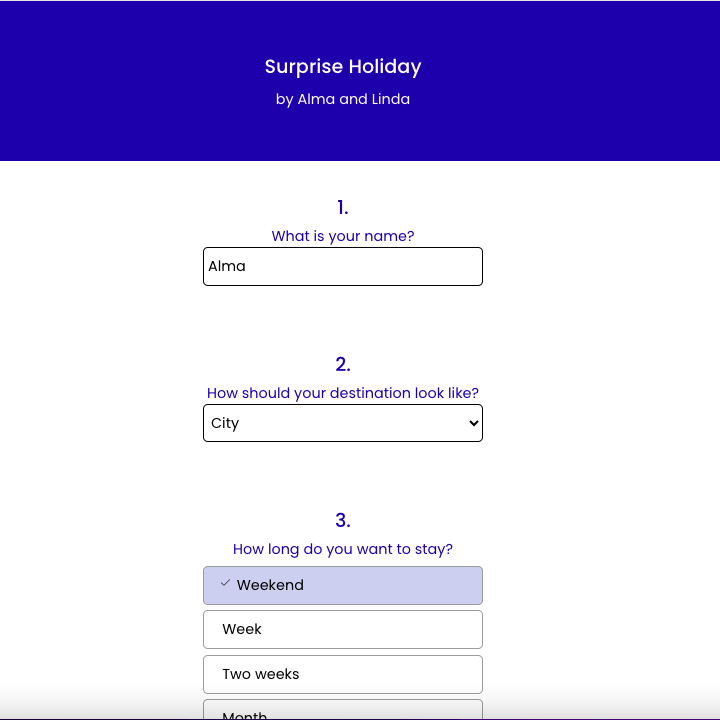 Surprise Holiday
by Alma and Linda
1.
What is your name?
Alma
2.
How should your destination look like?
City
3.
How long do you want to stay?
Weekend
Week
Two weeks
Month